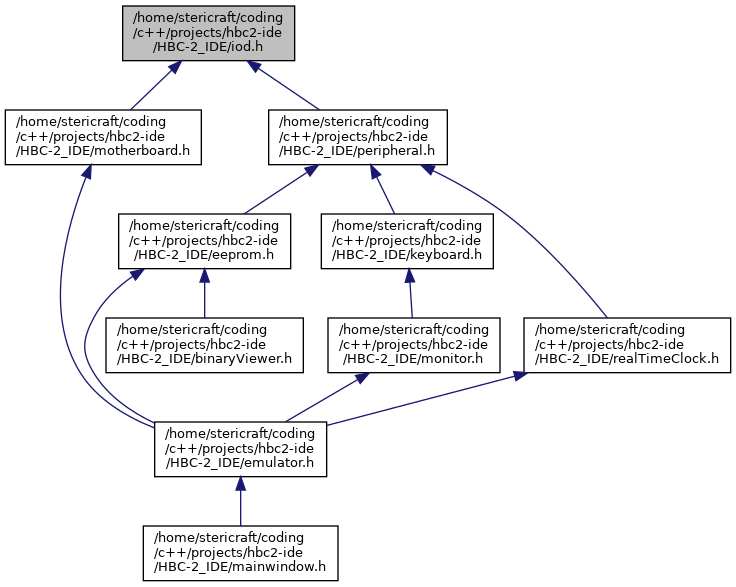 /home/stericraft/coding
/c++/projects/hbc2-ide
/HBC-2_IDE/iod.h
/home/stericraft/coding
/c++/projects/hbc2-ide
/HBC-2_IDE/motherboard.h
/home/stericraft/coding
/c++/projects/hbc2-ide
/HBC-2_IDE/peripheral.h
/home/stericraft/coding
/c++/projects/hbc2-ide
/HBC-2_IDE/eeprom.h
/home/stericraft/coding
/c++/projects/hbc2-ide
/HBC-2_IDE/keyboard.h
/home/stericraft/coding
/c++/projects/hbc2-ide
/HBC-2_IDE/binaryViewer.h
/home/stericraft/coding
/c++/projects/hbc2-ide
/HBC-2_IDE/monitor.h
/home/stericraft/coding
/c++/projects/hbc2-ide
/HBC-2_IDE/realTimeClock.h
/home/stericraft/coding
/c++/projects/hbc2-ide
/HBC-2_IDE/emulator.h
/home/stericraft/coding
/c++/projects/hbc2-ide
/HBC-2_IDE/mainwindow.h